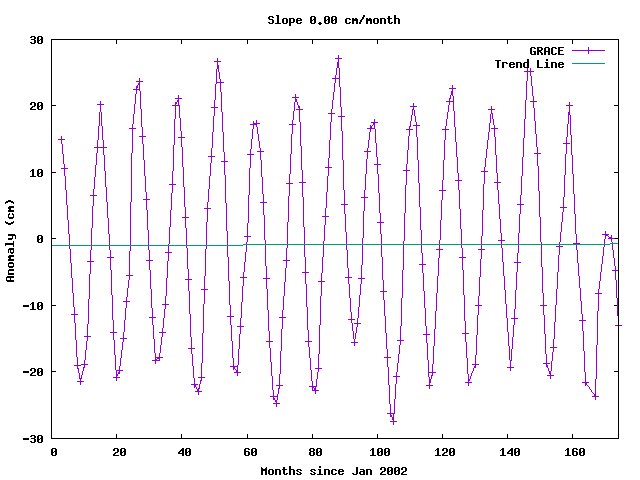 Slope 0.00 cm/month
GRACE
Trend Line
30
20
10
0
-10
-20
-30
Anomaly (cm)
0 20 40 60 80 100 120 140 160
Months since Jan 2002